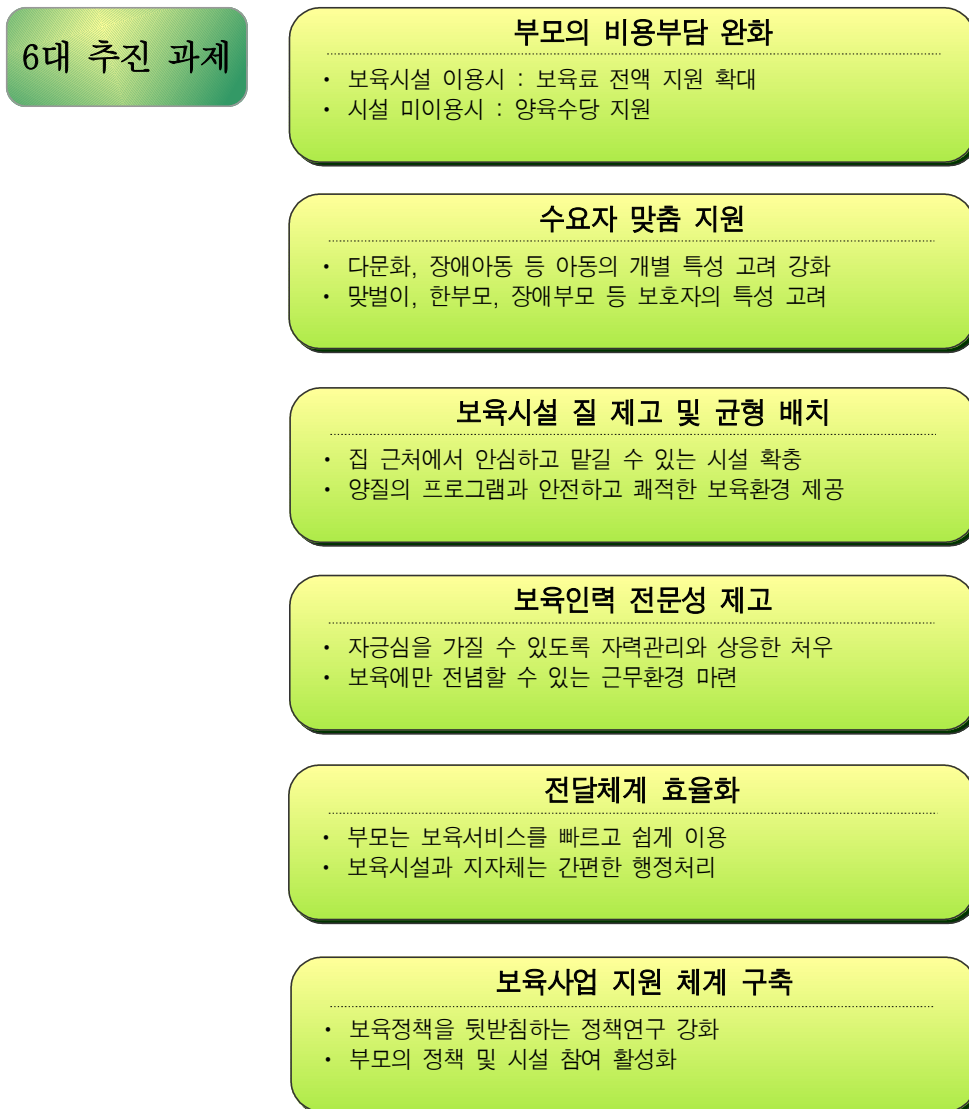 6대 추진 과제
부모의 비용부담 완화
· 보육시설 이용시 : 보육료 전액 지원 확대
· 시설 미이용시 : 양육수당 지원
수요자 맞춤 지원
· 다문화, 장애아동 등 아동의 개별 특성 고려 강화
· 맞벌이, 한부모, 장애부모 등 보호자의 특성 고려
보육시설 질 제고 및 균형 배치
· 집 근처에서 안심하고 맡길 수 있는 시설 확충
· 양질의 프로그램과 안전하고 쾌적한 보육환경 제공
보육인력 전문성 제고
· 자긍심을 가질 수 있도록 자력관리와 상응한 처우
· 보육에만 전념할 수 있는 근무환경 마련
전달체계 효율화
· 부모는 보육서비스를 빠르고 쉽게 이용
· 보육시설과 지자체는 간편한 행정처리
보육사업 지원 체계 구축
· 보육정책을 뒷받침하는 정책연구 강화
· 부모의 정책 및 시설 참여 활성화